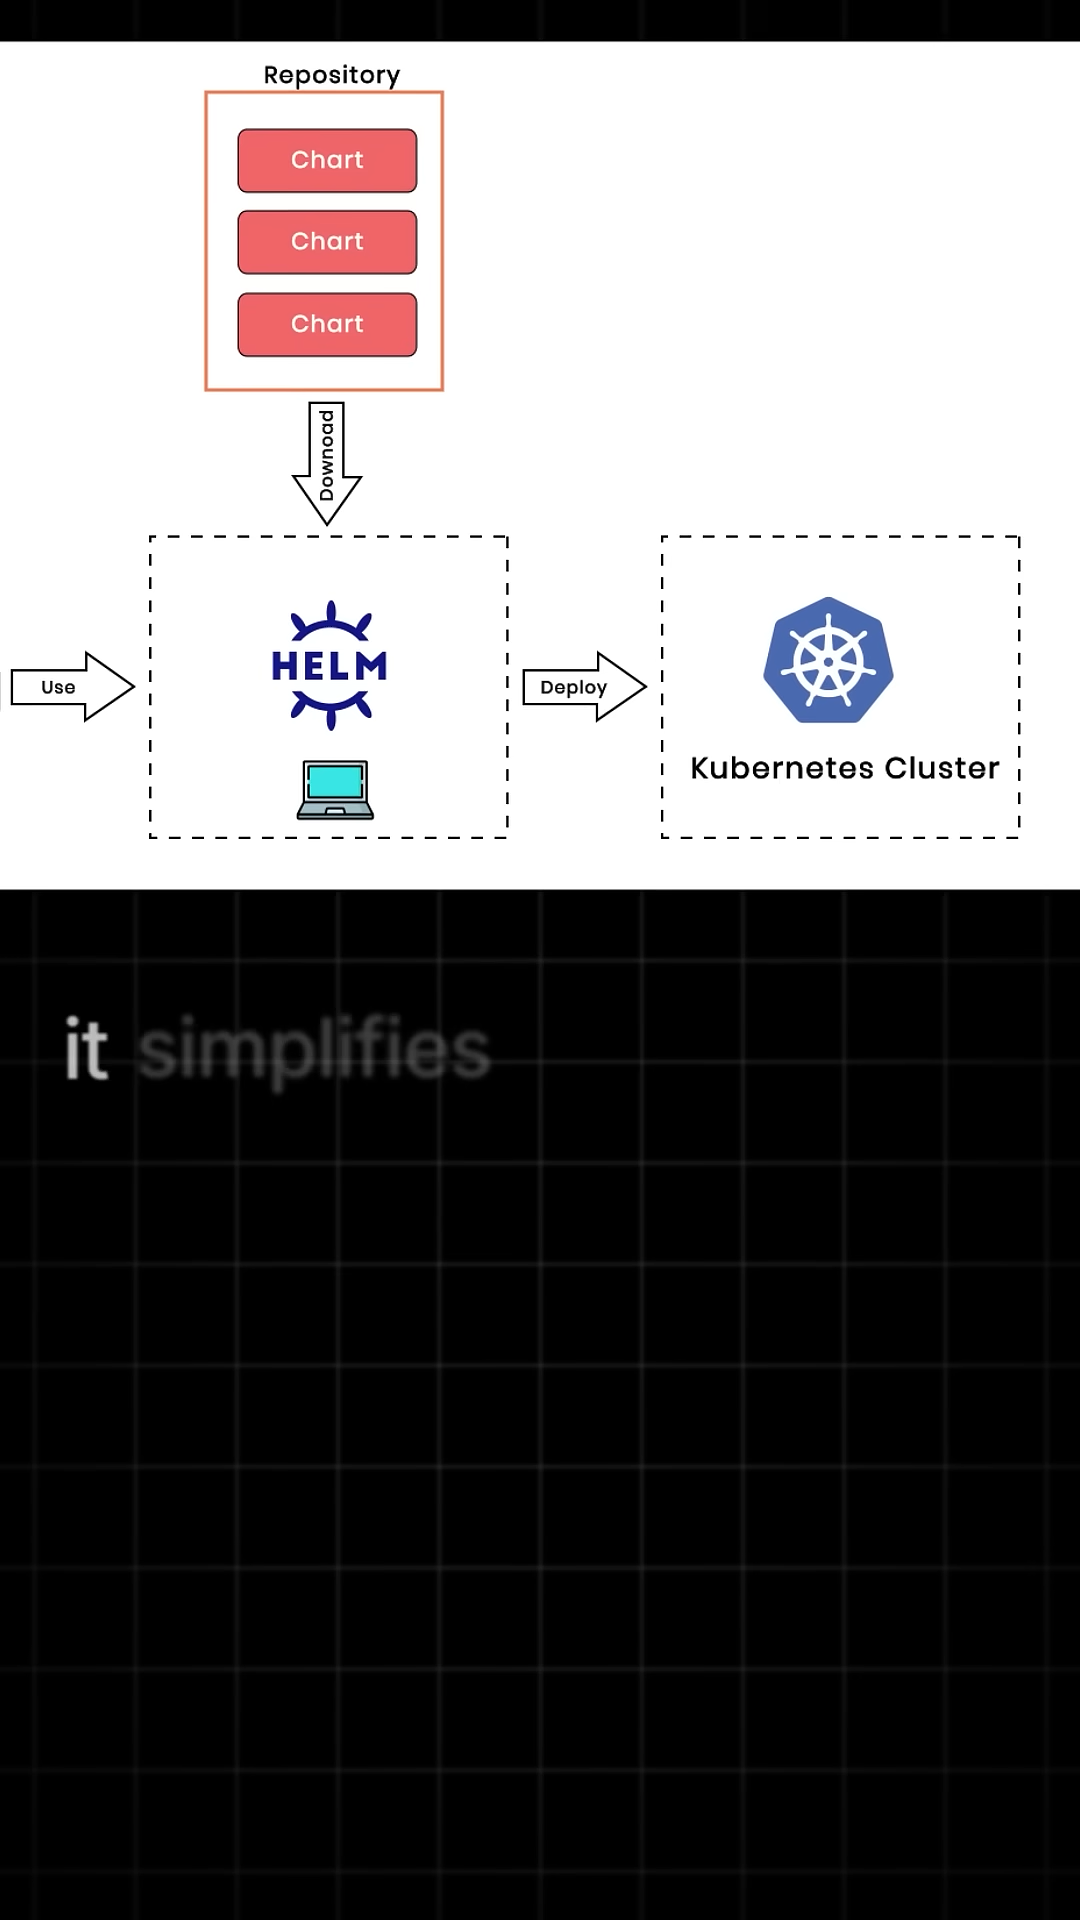 Repository
Chart
Chart
Chart
Downoad
HELM
Use
Deploy
Kubernetes Cluster
it simplifies